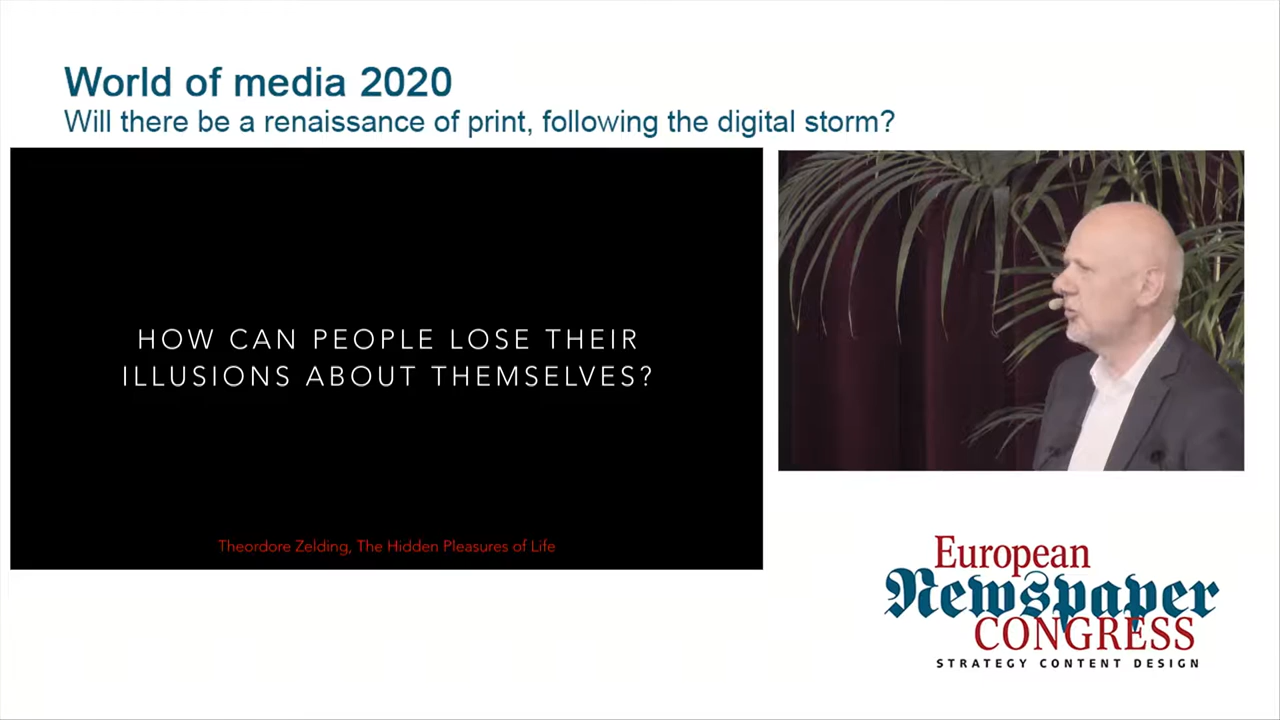 World of media 2020
Will there be a renaissance of print, following the digital storm?
HOW CAN PEOPLE LOSE THEIR
ILLUSIONS ABOUT THEMSELVES?
Theordore Zelding, The Hidden Pleasures of Life
European
Newspaper
CONGRESS
STRATEGY CONTENT DESIGN